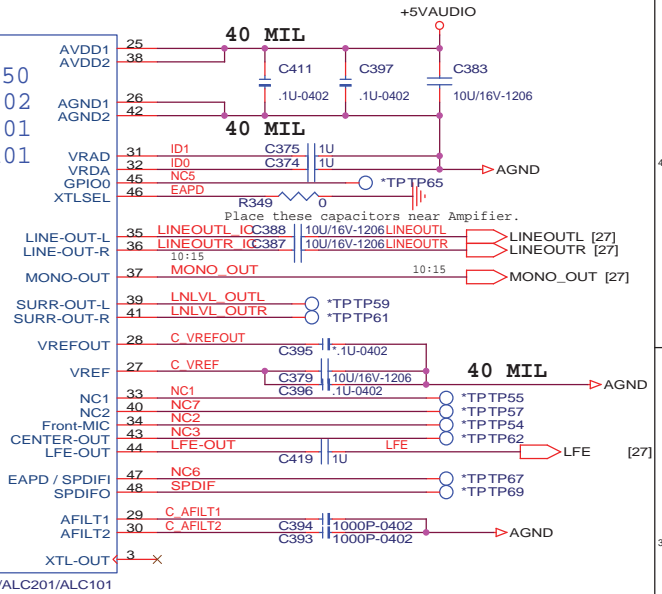 +5VAUDIO
40 MIL
AVDD1 25
AVDD2 38
C411 C397 C383
.1U-0402 .1U-0402 10U/16V-1206
50
02
01
01
AGND1 26
AGND2 42
40 MIL
VRAD 31 ID1 C375 1U
VRDA 32 ID0 C374 1U AGND
GPIO0 45 NC5 *TPTP65
XTLSEL 46 EAPD
R349 0
Place these capacitors near Ampifier.
LINE-OUT-L 35 LINEOUTL_IC C388 10U/16V-1206 LINEOUTL LINEOUTL [27]
LINE-OUT-R 36 LINEOUTR_IC C387 10U/16V-1206 LINEOUTR LINEOUTR [27]
10:15
MONO-OUT 37 MONO_OUT 10:15 MONO_OUT [27]
SURR-OUT-L 39 LNLVL_OUTL *TPTP59
SURR-OUT-R 41 LNLVL_OUTR *TPTP61
VREFOUT 28 C_VREFOUT
C395 *.1U-0402
VREF 27 C_VREF 40 MIL
C379 10U/16V-1206 AGND
C396 .1U-0402
NC1 33 NC1 *TPTP55
NC2 40 NC7 *TPTP57
Front-MIC 34 NC2 *TPTP54
CENTER-OUT 43 NC3 *TPTP62
LFE-OUT 44 LFE-OUT LFE LFE [27]
C419 1U
EAPD / SPDIFI 47 NC6 *TPTP67
SPDIFO 48 SPDIF *TPTP69
AFILT1 29 C_AFILT1
AFILT2 30 C_AFILT2 C394 1000P-0402 AGND
C393 1000P-0402
XTL-OUT 3
/ALC201/ALC101
4
3